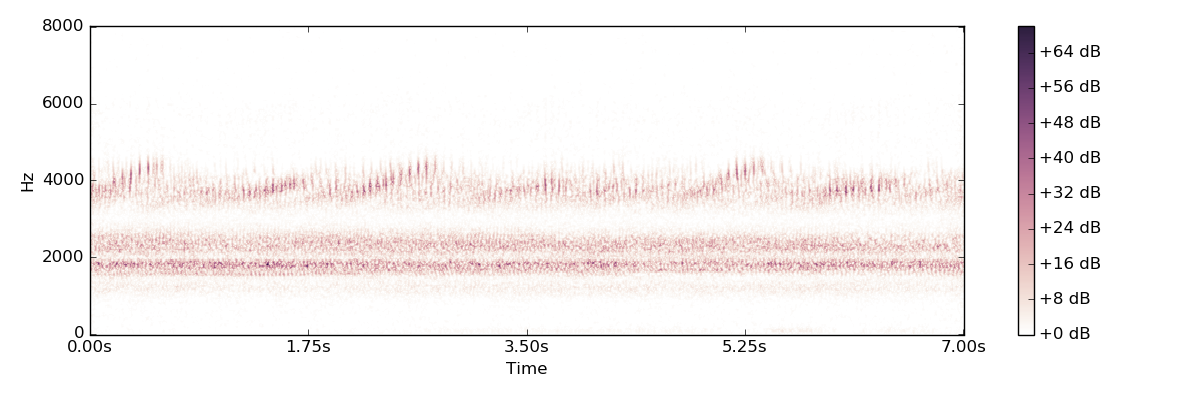 8000
6000
4000
2000
0
Hz
0.00s
1.75s
3.50s
5.25s
7.00s
Time
+64 dB
+56 dB
+48 dB
+40 dB
+32 dB
+24 dB
+16 dB
+8 dB
+0 dB